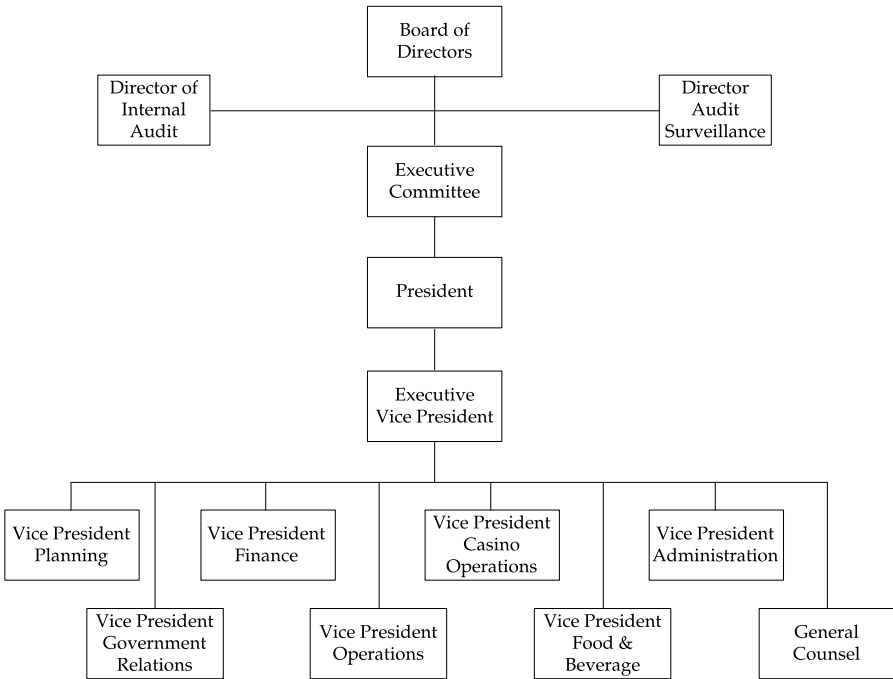 Board of
Directors
Director of
Internal
Audit
Director
Audit
Surveillance
Executive
Committee
President
Executive
Vice President
Vice President
Planning
Vice President
Finance
Vice President
Casino
Operations
Vice President
Administration
Vice President
Government
Relations
Vice President
Operations
Vice President
Food &
Beverage
General
Counsel